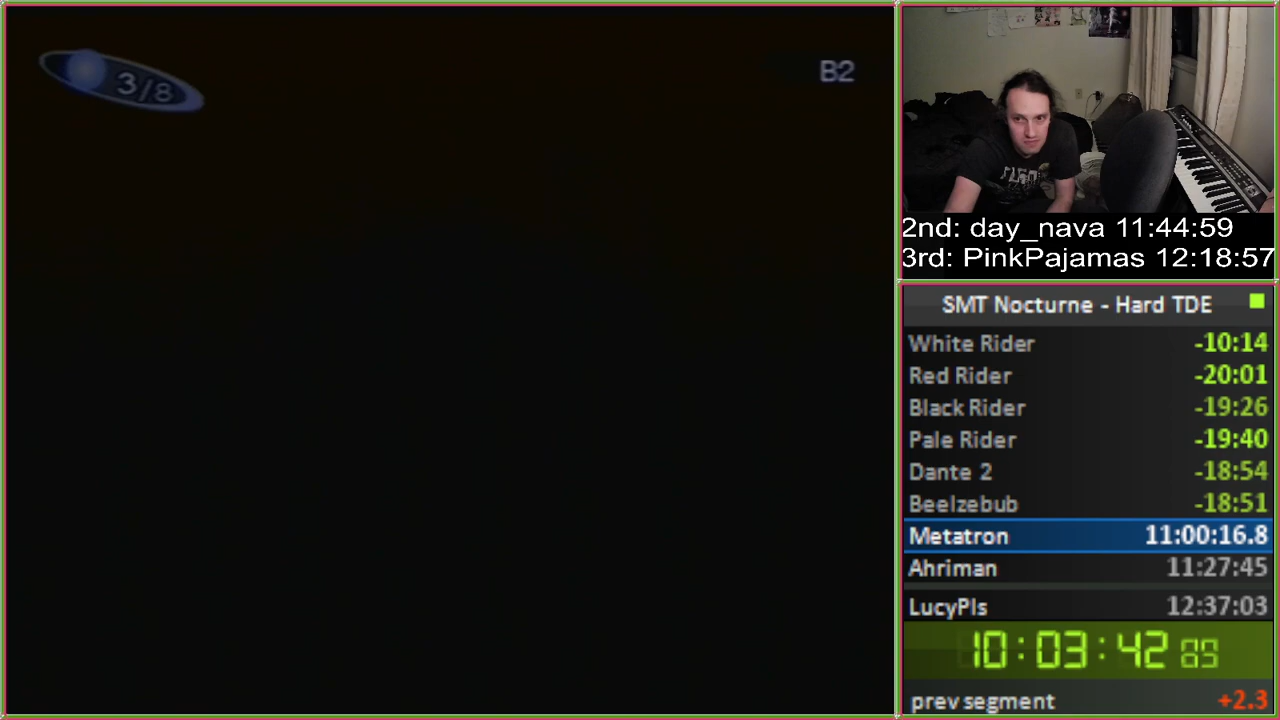 3/8
B2
2nd: day_nava 11:44:59
3rd: PinkPajamas 12:18:57
SMT Nocturne - Hard TDE
White Rider -10:14
Red Rider -20:01
Black Rider -19:26
Pale Rider -19:40
Dante 2 -18:54
Beelzebub -18:51
Metatron 11:00:16.8
Ahriman 11:27:45
LucyPls 12:37:03
10:03:42
prev segment +2.3